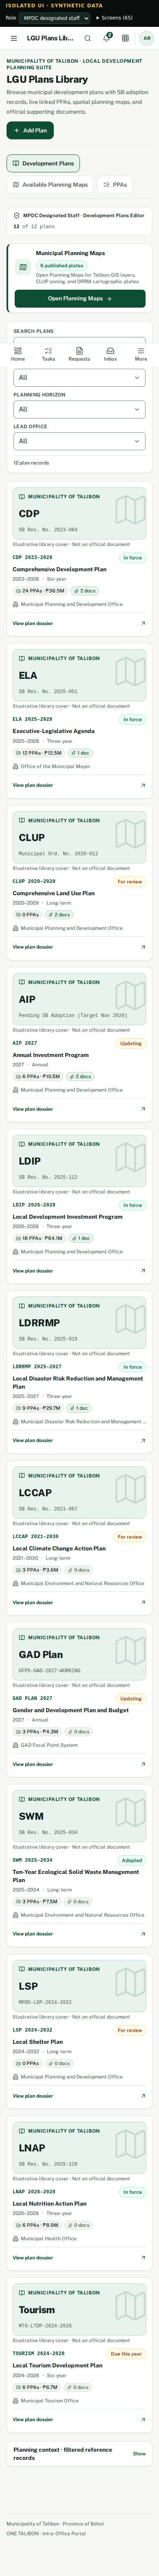 ISOLATED UI · SYNTHETIC DATA
Role MPDC designated staff Screens (65)
LGU Plans Lib... AR
MUNICIPALITY OF TALIBON · LOCAL DEVELOPMENT
PLANNING SUITE
LGU Plans Library
Browse municipal development plans with SB adoption
records, live linked PPAs, spatial planning maps, and
official supporting documents.
+ Add Plan
Development Plans
Available Planning Maps PPAs
MPDC Designated Staff · Development Plans Editor
12 of 12 plans
Municipal Planning Maps
6 published plates
Open Planning Maps for Talibon GIS layers,
CLUP zoning, and DRRM cartographic plates.
Open Planning Maps →
SEARCH PLANS
Home Tasks Requests Inbox More
All
PLANNING HORIZON
All
LEAD OFFICE
All
12 plan records
MUNICIPALITY OF TALIBON
CDP
SB Res. No. 2023-084
Illustrative library cover · Not an official document
CDP 2023-2028 In force
Comprehensive Development Plan
2023–2028 · Six-year
24 PPAs · ₱36.5M 2 docs
Municipal Planning and Development Office
View plan dossier
MUNICIPALITY OF TALIBON
ELA
SB Res. No. 2025-051
Illustrative library cover · Not an official document
ELA 2025-2028 In force
Executive-Legislative Agenda
2025–2028 · Three-year
12 PPAs · ₱12.5M 1 doc
Office of the Municipal Mayor
View plan dossier
MUNICIPALITY OF TALIBON
CLUP
Municipal Ord. No. 2020-012
Illustrative library cover · Not an official document
CLUP 2020-2029 For review
Comprehensive Land Use Plan
2020–2029 · Long-term
0 PPAs 2 docs
Municipal Planning and Development Office
View plan dossier
MUNICIPALITY OF TALIBON
AIP
Pending SB Adoption (Target Nov 2026)
Illustrative library cover · Not an official document
AIP 2027 Updating
Annual Investment Program
2027 · Annual
6 PPAs · ₱10.5M 2 docs
Municipal Planning and Development Office
View plan dossier
MUNICIPALITY OF TALIBON
LDIP
SB Res. No. 2025-112
Illustrative library cover · Not an official document
LDIP 2026-2028 In force
Local Development Investment Program
2026–2028 · Three-year
18 PPAs · ₱64.1M 1 doc
Municipal Planning and Development Office
View plan dossier
MUNICIPALITY OF TALIBON
LDRRMP
SB Res. No. 2025-019
Illustrative library cover · Not an official document
LDRRMP 2025-2027 In force
Local Disaster Risk Reduction and Management
Plan
2025–2027 · Three-year
9 PPAs · ₱29.7M 1 doc
Municipal Disaster Risk Reduction and Management ...
View plan dossier
MUNICIPALITY OF TALIBON
LCCAP
SB Res. No. 2021-067
Illustrative library cover · Not an official document
LCCAP 2021-2030 For review
Local Climate Change Action Plan
2021–2030 · Long-term
3 PPAs · ₱3.6M 0 docs
Municipal Environment and Natural Resources Office
View plan dossier
MUNICIPALITY OF TALIBON
GAD Plan
GFPS-GAD-2027-WORKING
Illustrative library cover · Not an official document
GAD PLAN 2027 Updating
Gender and Development Plan and Budget
2027 · Annual
3 PPAs · ₱4.3M 0 docs
GAD Focal Point System
View plan dossier
MUNICIPALITY OF TALIBON
SWM
SB Res. No. 2025-034
Illustrative library cover · Not an official document
SWM 2025-2034 Adopted
Ten-Year Ecological Solid Waste Management
Plan
2025–2034 · Long-term
3 PPAs · ₱7.5M 0 docs
Municipal Environment and Natural Resources Office
View plan dossier
MUNICIPALITY OF TALIBON
LSP
MPDO-LSP-2024-2032
Illustrative library cover · Not an official document
LSP 2024-2032 For review
Local Shelter Plan
2024–2032 · Long-term
0 PPAs 0 docs
Municipal Planning and Development Office
View plan dossier
MUNICIPALITY OF TALIBON
LNAP
SB Res. No. 2025-128
Illustrative library cover · Not an official document
LNAP 2026-2028 In force
Local Nutrition Action Plan
2026–2028 · Three-year
6 PPAs · ₱8.9M 0 docs
Municipal Health Office
View plan dossier
MUNICIPALITY OF TALIBON
Tourism
MTO-LTDP-2024-2028
Illustrative library cover · Not an official document
TOURISM 2024-2028 Due this year
Local Tourism Development Plan
2024–2028 · Six-year
6 PPAs · ₱6.7M 0 docs
Municipal Tourism Office
View plan dossier
Planning context · filtered reference
records Show
Municipality of Talibon · Province of Bohol
ONE TALIBON · Intra-Office Portal